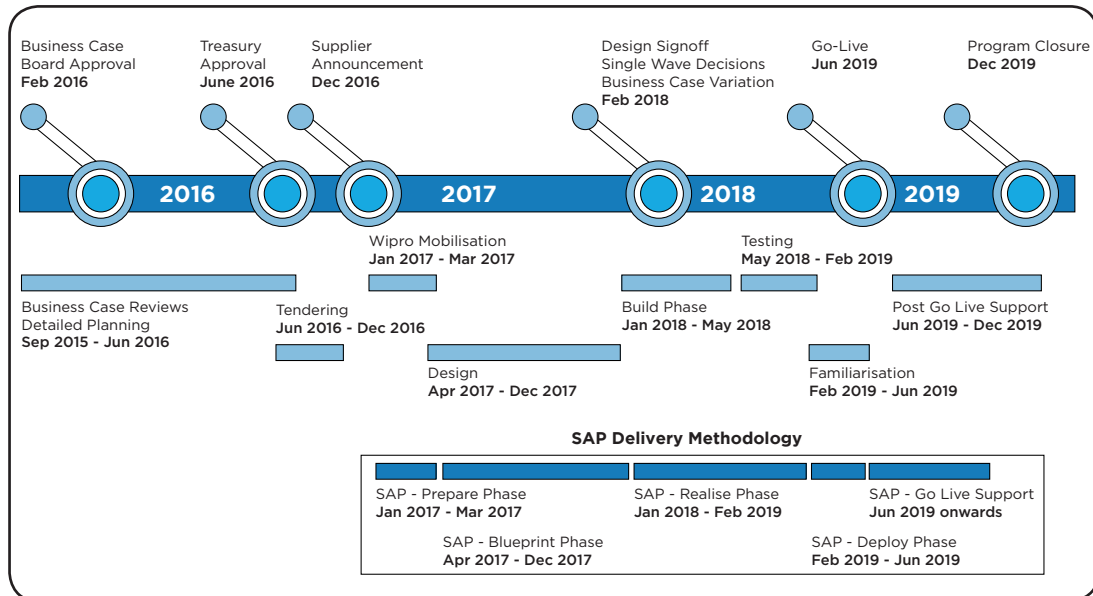 Business Case
Board Approval
Feb 2016
Treasury
Approval
June 2016
Supplier
Announcement
Dec 2016
Design Signoff
Single Wave Decisions
Business Case Variation
Feb 2018
Go-Live
Jun 2019
Program Closure
Dec 2019
2016
2017
2018
2019
Wipro Mobilisation
Jan 2017 - Mar 2017
Testing
May 2018 - Feb 2019
Business Case Reviews
Detailed Planning
Sep 2015 - Jun 2016
Tendering
Jun 2016 - Dec 2016
Build Phase
Jan 2018 - May 2018
Post Go Live Support
Jun 2019 - Dec 2019
Design
Apr 2017 - Dec 2017
Familiarisation
Feb 2019 - Jun 2019
SAP Delivery Methodology
SAP - Prepare Phase
Jan 2017 - Mar 2017
SAP - Realise Phase
Jan 2018 - Feb 2019
SAP - Go Live Support
Jun 2019 onwards
SAP - Blueprint Phase
Apr 2017 - Dec 2017
SAP - Deploy Phase
Feb 2019 - Jun 2019